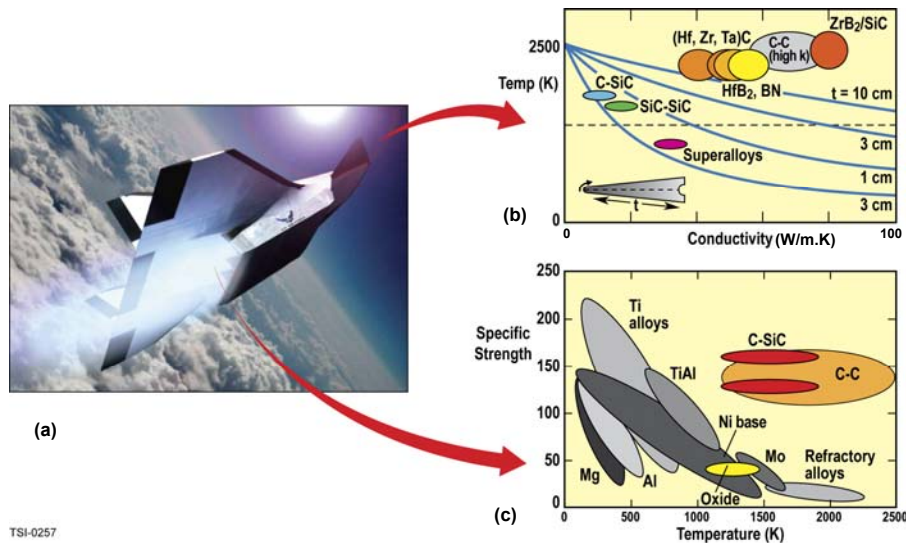 (a)
TSI-0257
(b)
Temp (K)
2500
0
(Hf, Zr, Ta)C
C-C
(high k)
ZrB2/SiC
C-SiC
HfB2, BN
SiC-SiC
t = 10 cm
3 cm
Superalloys
1 cm
3 cm
t
0
100
Conductivity (W/m.K)
(c)
Specific
Strength
250
200
150
100
50
0
Ti
alloys
C-SiC
C-C
TiAl
Ni base
Mo
Refractory
alloys
Mg
Al
Oxide
0
500
1000
1500
2000
2500
Temperature (K)